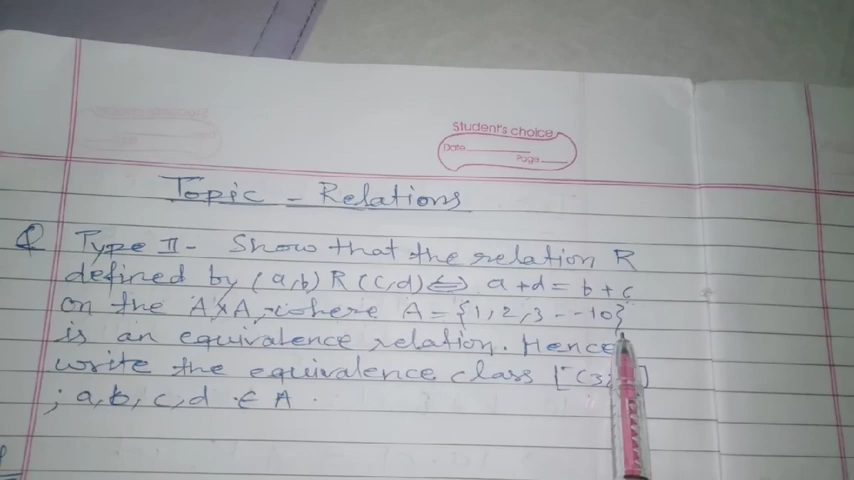 Student's choice
Date
Page
Topic - Relations
Q Type II - Show that the relation R
defined by (a,b) R (c,d) ⇔ a+d = b+c
on the A×A, where A = {1, 2, 3 - - 10}
is an equivalence relation. Hence
write the equivalence class [(3, ]
; a, b, c, d ∈ A.